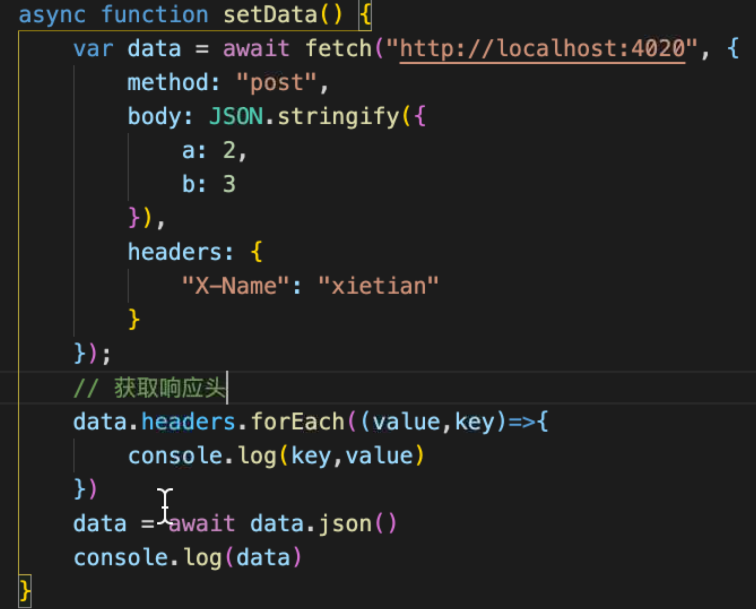 async function setData() {
var data = await fetch("http://localhost:4020", {
method: "post",
body: JSON.stringify({
a: 2,
b: 3
}),
headers: {
"X-Name": "xietian"
}
});
// 获取响应头
data.headers.forEach((value,key)=>{
console.log(key,value)
})
data = await data.json()
console.log(data)
}